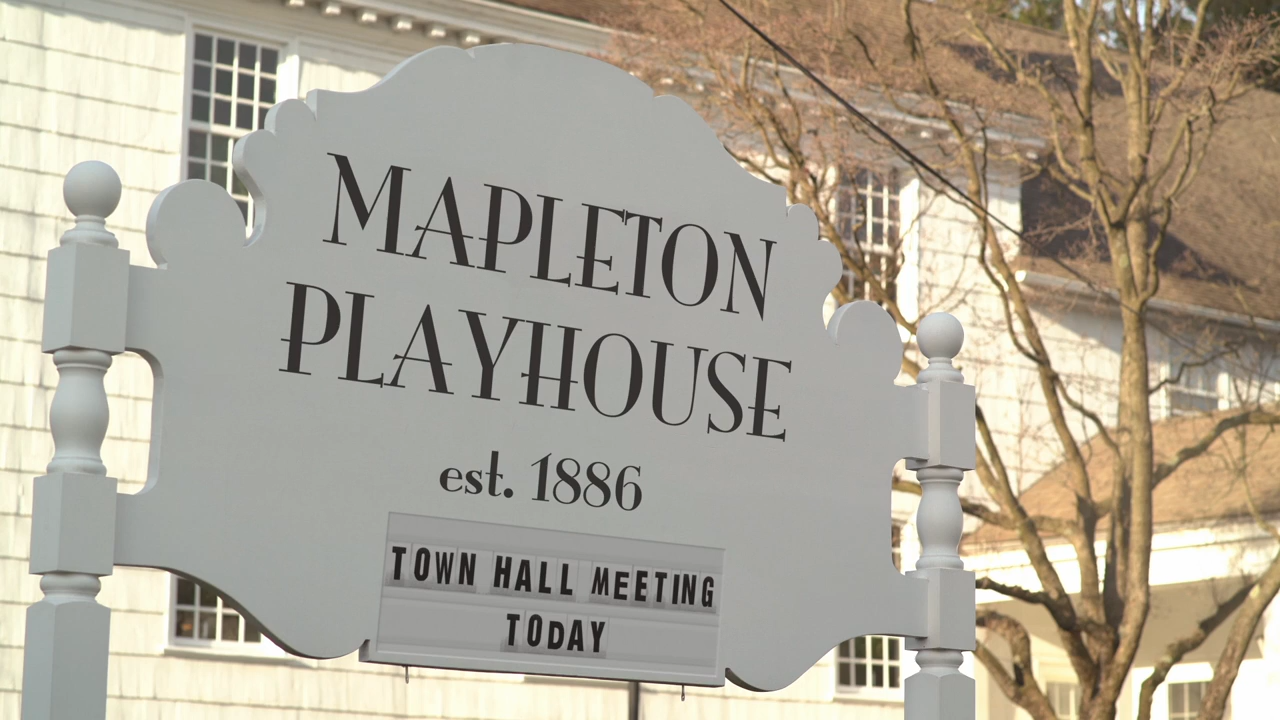 MAPLETON
PLAYHOUSE
est. 1886
TOWN HALL MEETING
TODAY